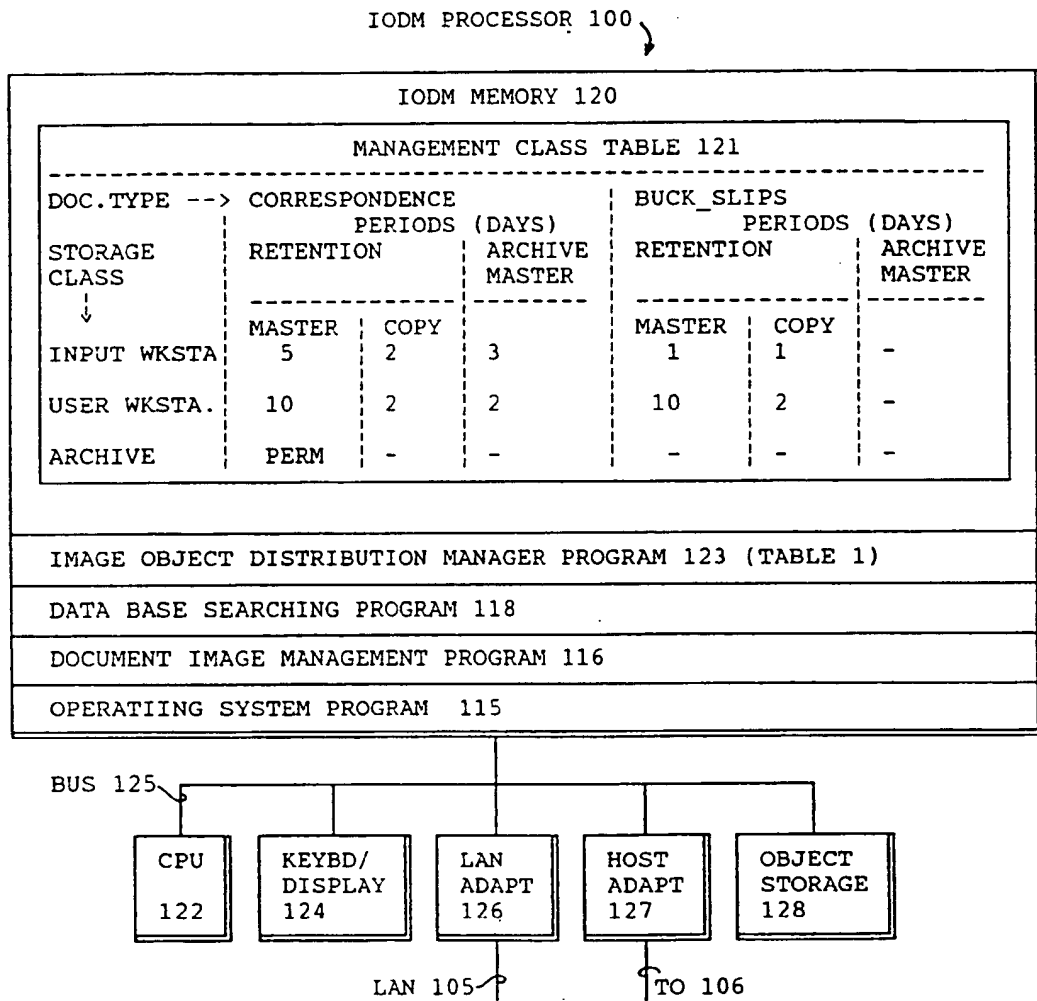 IODM PROCESSOR 100
IODM MEMORY 120
MANAGEMENT CLASS TABLE 121
DOC.TYPE --> CORRESPONDENCE BUCK_SLIPS
PERIODS (DAYS) PERIODS (DAYS)
STORAGE RETENTION ARCHIVE RETENTION ARCHIVE
CLASS MASTER MASTER
MASTER COPY MASTER COPY
INPUT WKSTA 5 2 3 1 1 -
USER WKSTA. 10 2 2 10 2 -
ARCHIVE PERM - - - - -
IMAGE OBJECT DISTRIBUTION MANAGER PROGRAM 123 (TABLE 1)
DATA BASE SEARCHING PROGRAM 118
DOCUMENT IMAGE MANAGEMENT PROGRAM 116
OPERATIING SYSTEM PROGRAM 115
BUS 125
CPU KEYBD/ LAN HOST OBJECT
DISPLAY ADAPT ADAPT STORAGE
122 124 126 127 128
LAN 105 TO 106